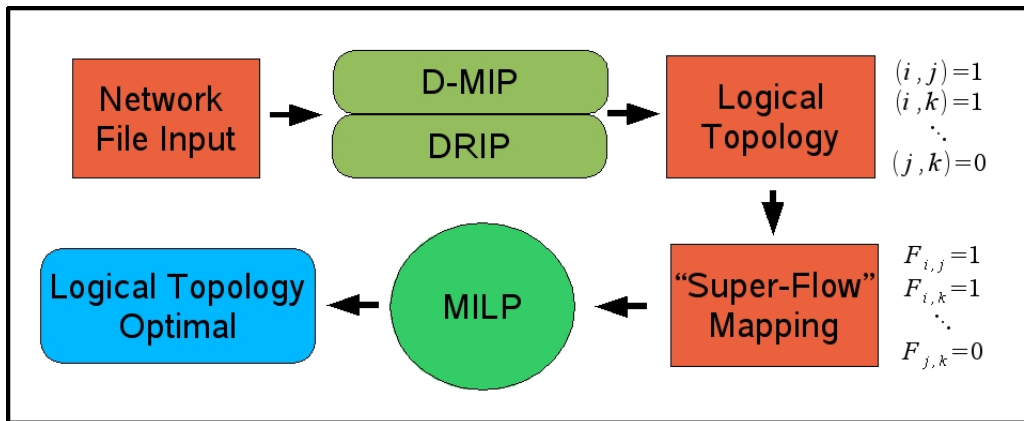 Network
File Input
D-MIP
DRIP
Logical
Topology
(i,j)=1
(i,k)=1
⋱
(j,k)=0
“Super-Flow”
Mapping
F_{i,j}=1
F_{i,k}=1
⋱
F_{j,k}=0
MILP
Logical Topology
Optimal